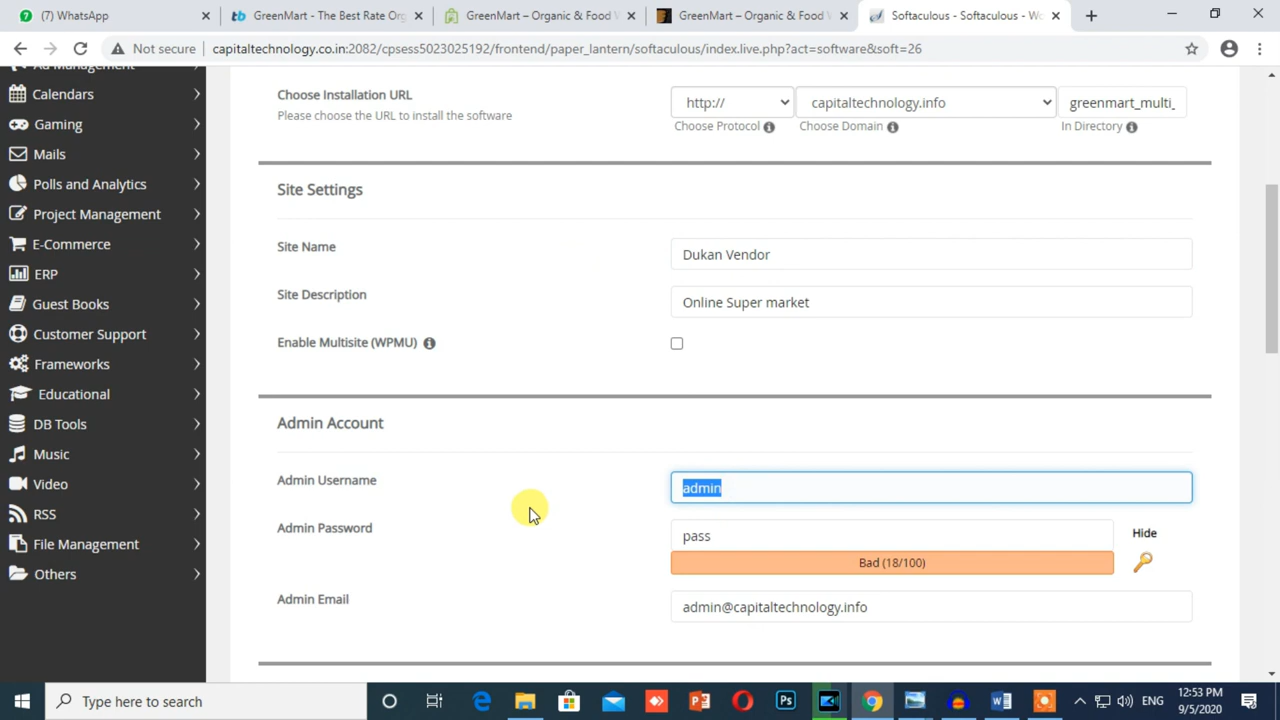 (7) WhatsApp
GreenMart - The Best Rate Or
GreenMart – Organic & Food
GreenMart – Organic & Food
Softaculous - Softaculous - Wo
Not secure
capitaltechnology.co.in:2082/cpsess5023025192/frontend/paper_lantern/softaculous/index.live.php?act=software&soft=26
Ad Management
Calendars
Gaming
Mails
Polls and Analytics
Project Management
E-Commerce
ERP
Guest Books
Customer Support
Frameworks
Educational
DB Tools
Music
Video
RSS
File Management
Others
Choose Installation URL
Please choose the URL to install the software
http://
capitaltechnology.info
greenmart_multi_
Choose Protocol
Choose Domain
In Directory
Site Settings
Site Name
Dukan Vendor
Site Description
Online Super market
Enable Multisite (WPMU)
Admin Account
Admin Username
admin
Admin Password
pass
Hide
Bad (18/100)
Admin Email
admin@capitaltechnology.info
Type here to search
ENG
12:53 PM
9/5/2020